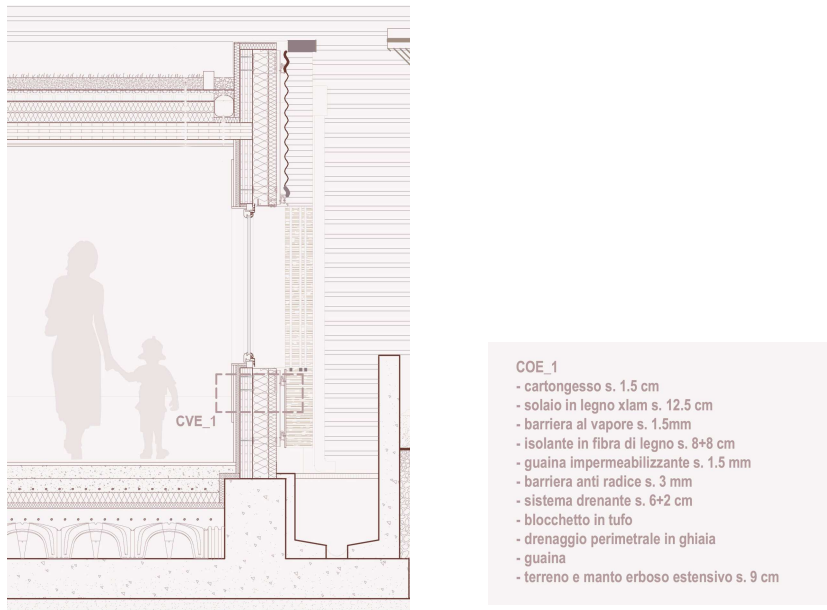 CVE_1
COE_1
- cartongesso s. 1.5 cm
- solaio in legno xlam s. 12.5 cm
- barriera al vapore s. 1.5mm
- isolante in fibra di legno s. 8+8 cm
- guaina impermeabilizzante s. 1.5 mm
- barriera anti radice s. 3 mm
- sistema drenante s. 6+2 cm
- blocchetto in tufo
- drenaggio perimetrale in ghiaia
- guaina
- terreno e manto erboso estensivo s. 9 cm